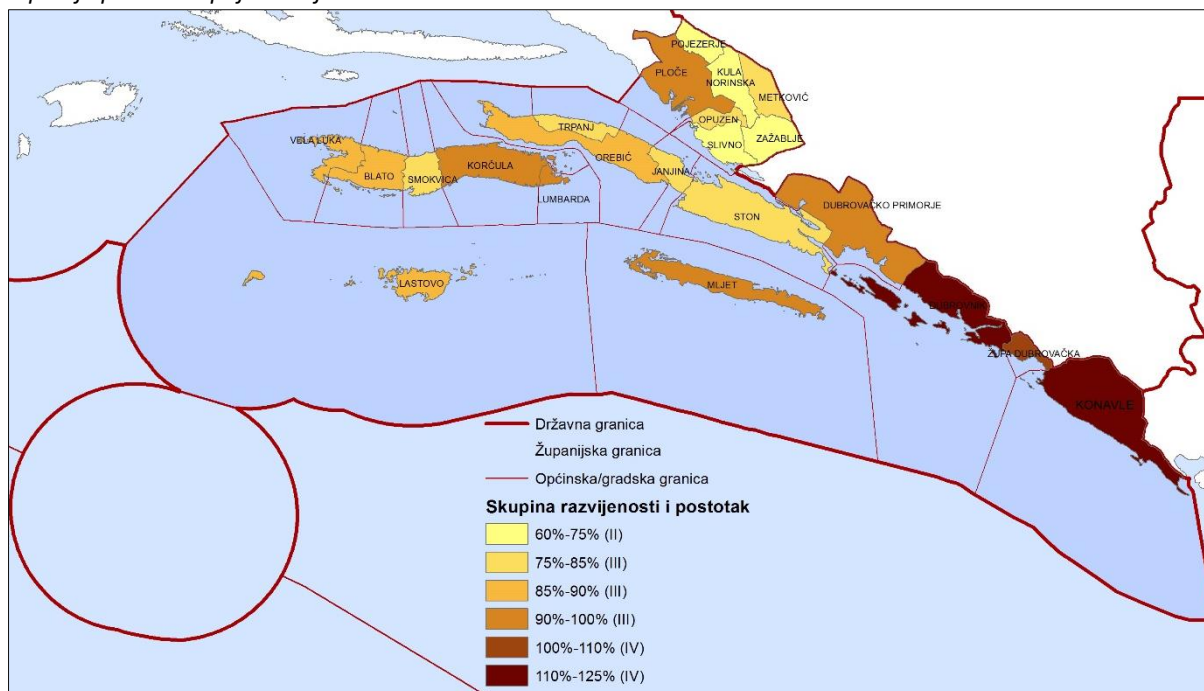 POJEZERJE
PLOČE
KULA
NORINSKA
METKOVIĆ
OPUZEN
SLIVNO
ZAŽABLJE
TRPANJ
VELA LUKA
BLATO
SMOKVICA
KORČULA
OREBIĆ
JANJINA
LUMBARDA
STON
DUBROVAČKO PRIMORJE
LASTOVO
MLJET
DUBROVNIK
ŽUPA DUBROVAČKA
KONAVLE
Državna granica
Županijska granica
Općinska/gradska granica
Skupina razvijenosti i postotak
60%-75% (II)
75%-85% (III)
85%-90% (III)
90%-100% (III)
100%-110% (IV)
110%-125% (IV)